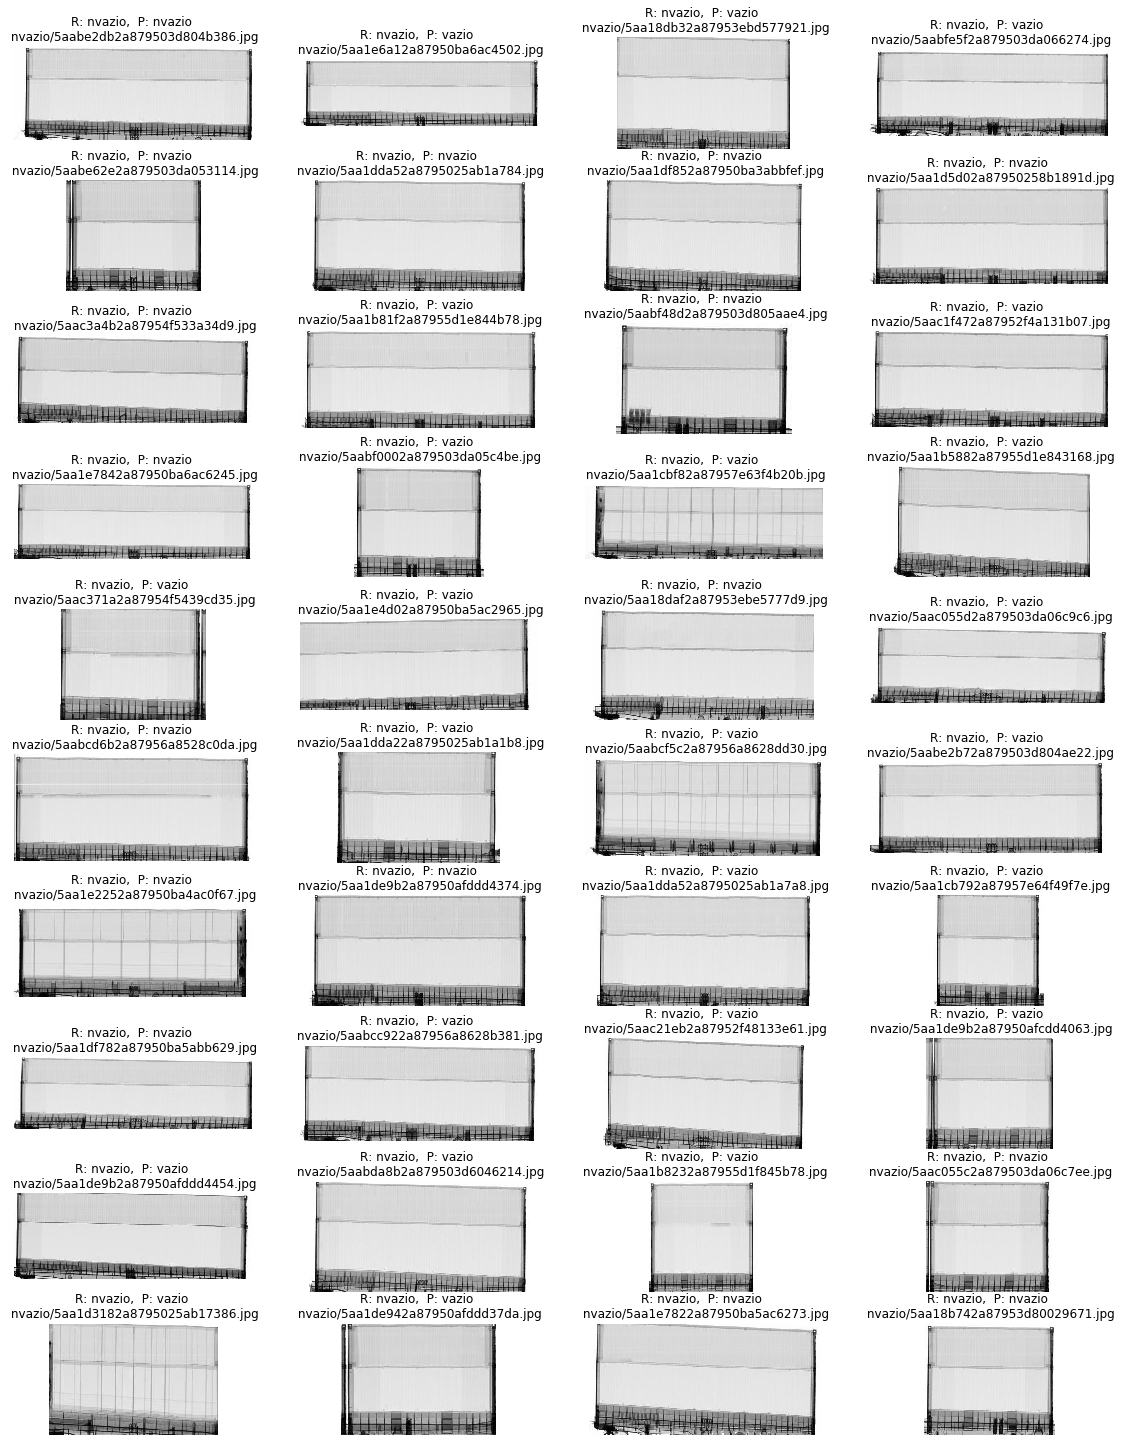 R: nvazio,  P: nvazio
nvazio/5aabe2db2a879503d804b386.jpg
R: nvazio,  P: vazio
nvazio/5aa1e6a12a87950ba6ac4502.jpg
R: nvazio,  P: vazio
nvazio/5aa18db32a87953ebd577921.jpg
R: nvazio,  P: vazio
nvazio/5aabfe5f2a879503da066274.jpg
R: nvazio,  P: nvazio
nvazio/5aabe62e2a879503da053114.jpg
R: nvazio,  P: nvazio
nvazio/5aa1dda52a8795025ab1a784.jpg
R: nvazio,  P: vazio
nvazio/5aa1df852a87950ba3abbfef.jpg
R: nvazio,  P: vazio
nvazio/5aa1d5d02a87950258b1891d.jpg
R: nvazio,  P: nvazio
nvazio/5aac3a4b2a87954f533a34d9.jpg
R: nvazio,  P: vazio
nvazio/5aa1b81f2a87955d1e844b78.jpg
R: nvazio,  P: nvazio
nvazio/5aabf48d2a879503d805aae4.jpg
R: nvazio,  P: vazio
nvazio/5aac1f472a87952f4a131b07.jpg
R: nvazio,  P: nvazio
nvazio/5aa1e7842a87950ba6ac6245.jpg
R: nvazio,  P: vazio
nvazio/5aabf0002a879503da05c4be.jpg
R: nvazio,  P: vazio
nvazio/5aa1cbf82a87957e63f4b20b.jpg
R: nvazio,  P: vazio
nvazio/5aa1b5882a87955d1e843168.jpg
R: nvazio,  P: vazio
nvazio/5aac371a2a87954f5439cd35.jpg
R: nvazio,  P: vazio
nvazio/5aa1e4d02a87950ba5ac2965.jpg
R: nvazio,  P: nvazio
nvazio/5aa18daf2a87953ebe5777d9.jpg
R: nvazio,  P: vazio
nvazio/5aac055d2a879503da06c9c6.jpg
R: nvazio,  P: nvazio
nvazio/5aabcd6b2a87956a8528c0da.jpg
R: nvazio,  P: vazio
nvazio/5aa1dda22a8795025ab1a1b8.jpg
R: nvazio,  P: vazio
nvazio/5aabcf5c2a87956a8628dd30.jpg
R: nvazio,  P: vazio
nvazio/5aabe2b72a879503d804ae22.jpg
R: nvazio,  P: nvazio
nvazio/5aa1e2252a87950ba4ac0f67.jpg
R: nvazio,  P: nvazio
nvazio/5aa1de9b2a87950afddd4374.jpg
R: nvazio,  P: vazio
nvazio/5aa1dda52a8795025ab1a7a8.jpg
R: nvazio,  P: vazio
nvazio/5aa1cb792a87957e64f49f7e.jpg
R: nvazio,  P: nvazio
nvazio/5aa1df782a87950ba5abb629.jpg
R: nvazio,  P: vazio
nvazio/5aabcc922a87956a8628b381.jpg
R: nvazio,  P: vazio
nvazio/5aac21eb2a87952f48133e61.jpg
R: nvazio,  P: vazio
nvazio/5aa1de9b2a87950afcdd4063.jpg
R: nvazio,  P: vazio
nvazio/5aa1de9b2a87950afddd4454.jpg
R: nvazio,  P: vazio
nvazio/5aabda8b2a879503d6046214.jpg
R: nvazio,  P: vazio
nvazio/5aa1b8232a87955d1f845b78.jpg
R: nvazio,  P: nvazio
nvazio/5aac055c2a879503da06c7ee.jpg
R: nvazio,  P: vazio
nvazio/5aa1d3182a8795025ab17386.jpg
R: nvazio,  P: vazio
nvazio/5aa1de942a87950afddd37da.jpg
R: nvazio,  P: vazio
nvazio/5aa1e7822a87950ba5ac6273.jpg
R: nvazio,  P: nvazio
nvazio/5aa18b742a87953d80029671.jpg